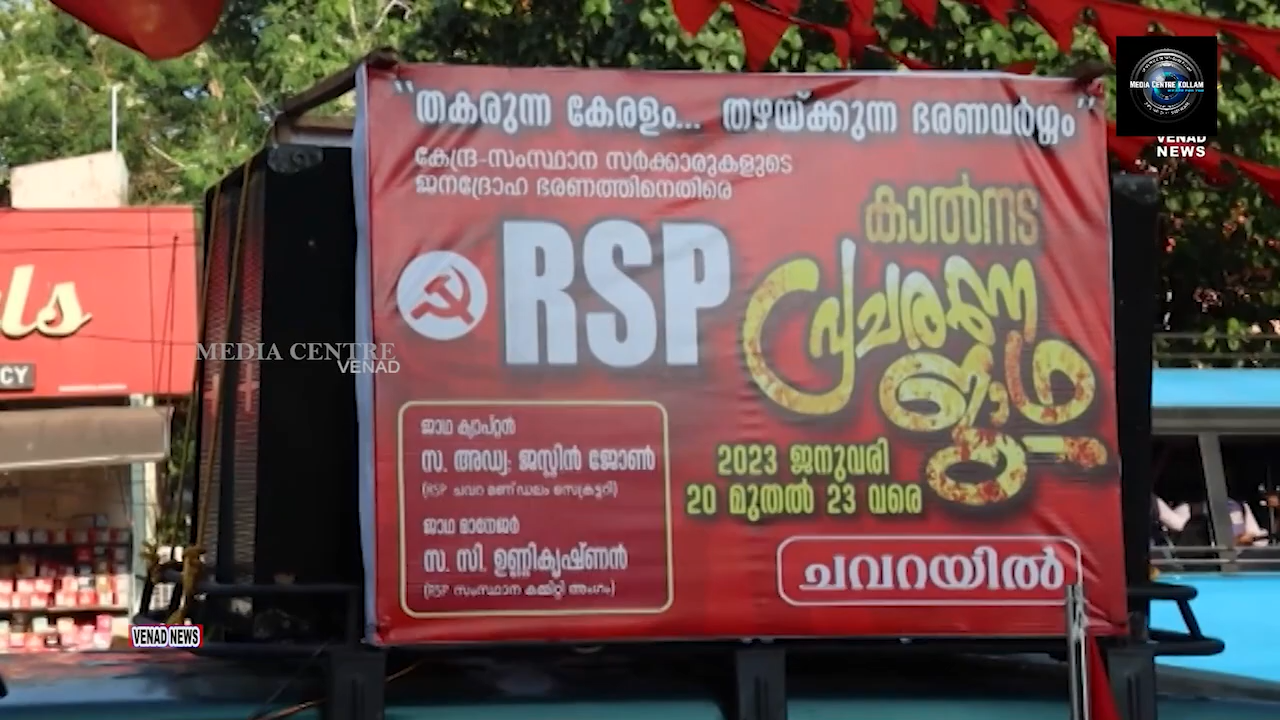 “തകരുന്ന കേരളം... തഴയ്ക്കുന്ന ഭരണവർഗ്ഗം”
കേന്ദ്ര-സംസ്ഥാന സർക്കാരുകളുടെ
ജനദ്രോഹ ഭരണത്തിനെതിരെ
RSP
കാൽനട
പ്രചരണ
ജാഥ
2023 ജനുവരി
20 മുതൽ 23 വരെ
ചവറയിൽ
ജാഥ ക്യാപ്റ്റൻ
സ. അഡ്വ: ജസ്റ്റിൻ ജോൺ
(RSP ചവറ മണ്ഡലം സെക്രട്ടറി)
ജാഥ മാനേജർ
സ. സി. ഉണ്ണികൃഷ്ണൻ
(RSP സംസ്ഥാന കമ്മിറ്റി അംഗം)
ls
CY
MEDIA CENTRE
VENAD
VENAD NEWS
MEDIA CENTRE KOLLAM
VENAD
NEWS